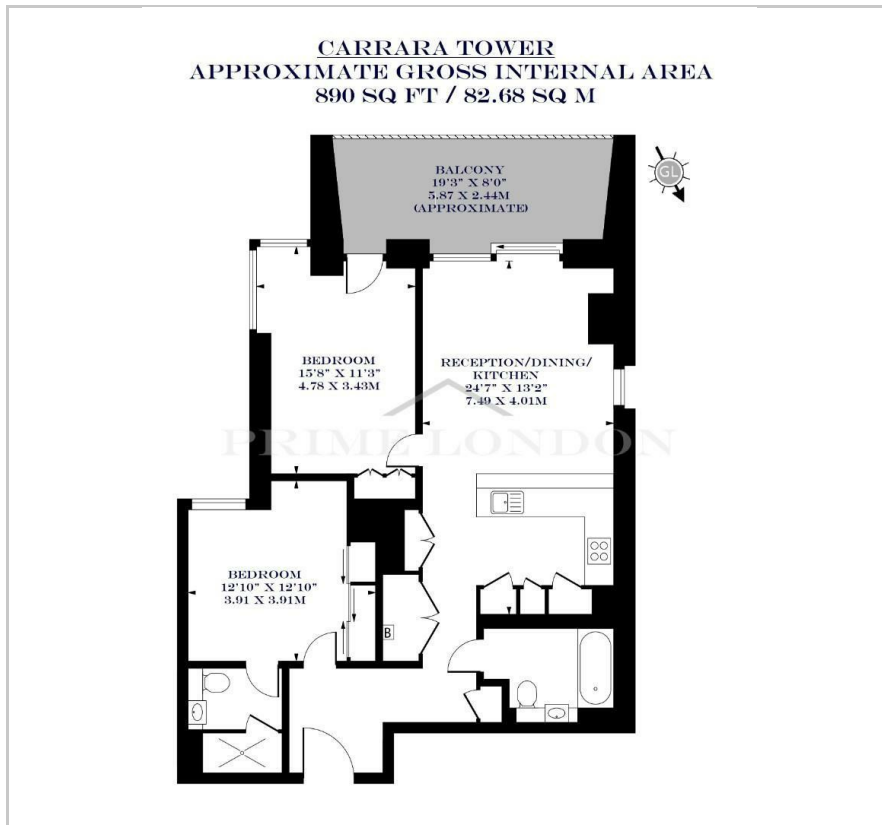 CARRARA TOWER
APPROXIMATE GROSS INTERNAL AREA
890 SQ FT / 82.68 SQ M
GL
BALCONY
19'3" X 8'0"
5.87 X 2.44M
(APPROXIMATE)
BEDROOM
15'8" X 11'3"
4.78 X 3.43M
RECEPTION/DINING/
KITCHEN
24'7" X 13'2"
7.49 X 4.01M
PRIME LONDON
BEDROOM
12'10" X 12'10"
3.91 X 3.91M
B